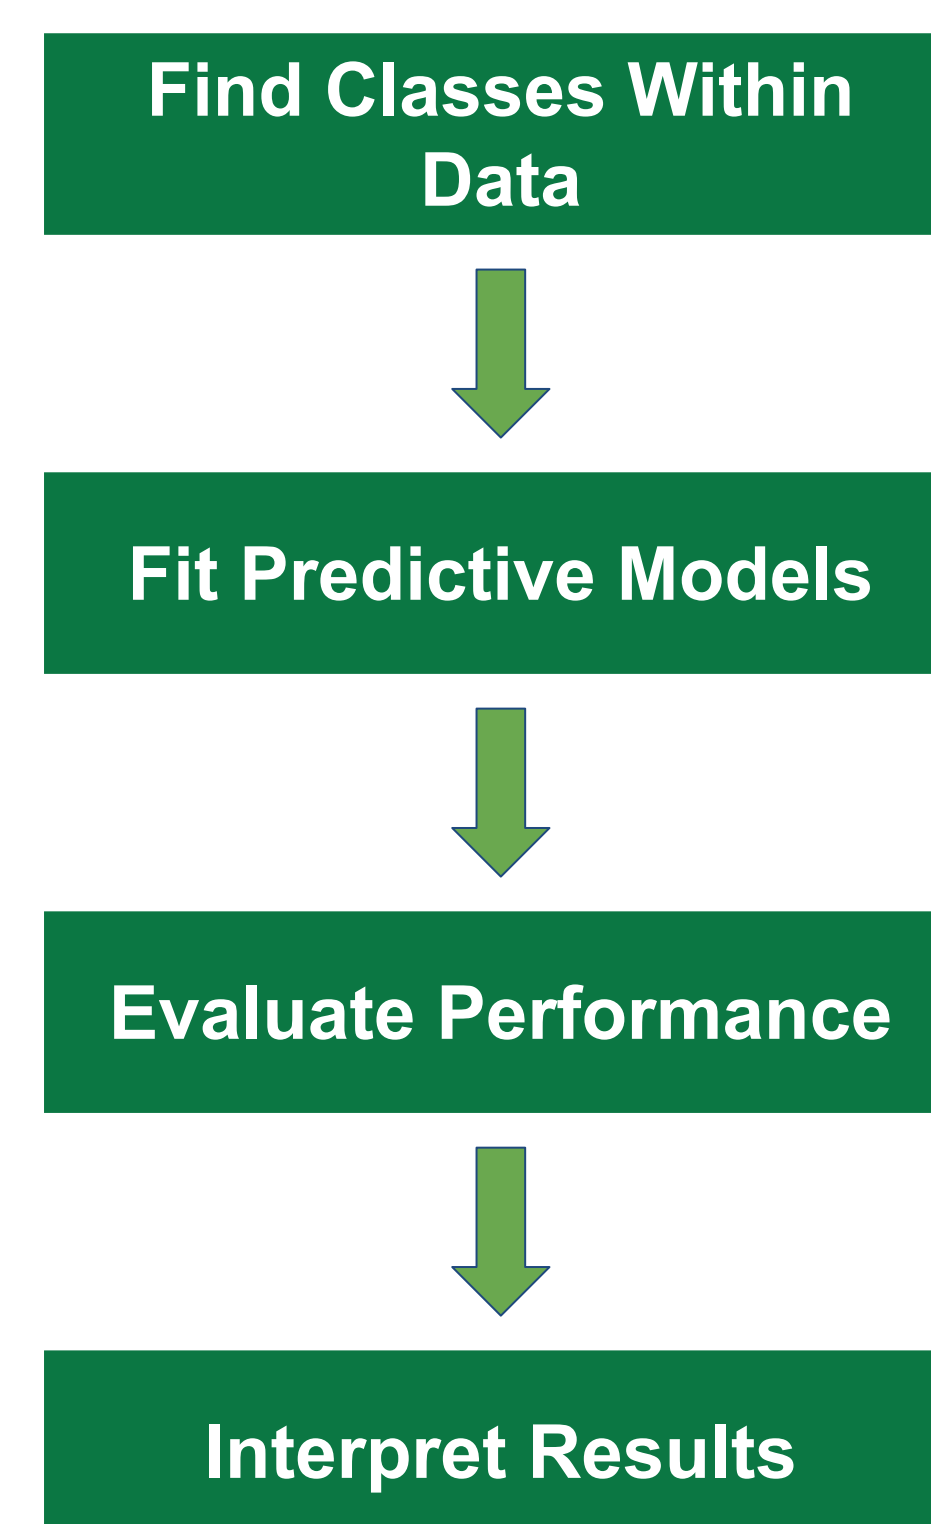 Find Classes Within
Data
Fit Predictive Models
Evaluate Performance
Interpret Results